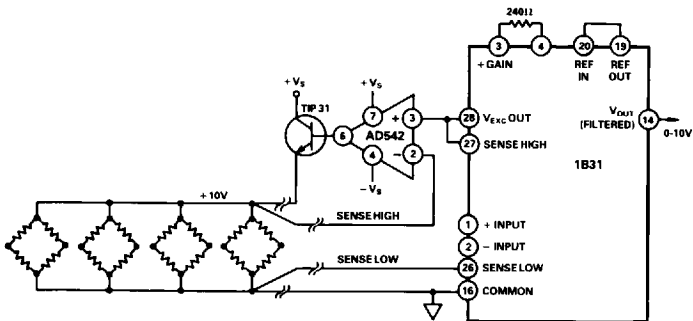 240Ω
3
4
20
19
+ GAIN
REF IN
REF OUT
+ VS
+ VS
TIP 31
7
+
3
6
AD542
4
–
2
– VS
28
VEXC OUT
27
SENSE HIGH
VOUT (FILTERED)
14
0-10V
1B31
+10V
SENSE HIGH
1
+ INPUT
2
– INPUT
SENSE LOW
26
SENSE LOW
16
COMMON